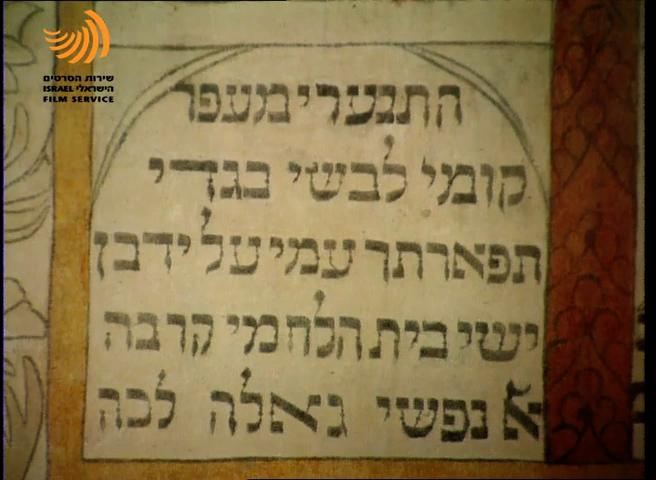 שירות הסרטים
הישראלי ISRAEL
FILM SERVICE
התנערי מעפר
קומי לבשי בגדי
תפארתך עמי על יד בן
ישי בית הלחמי קרבה
א נפשי גאלה לכה